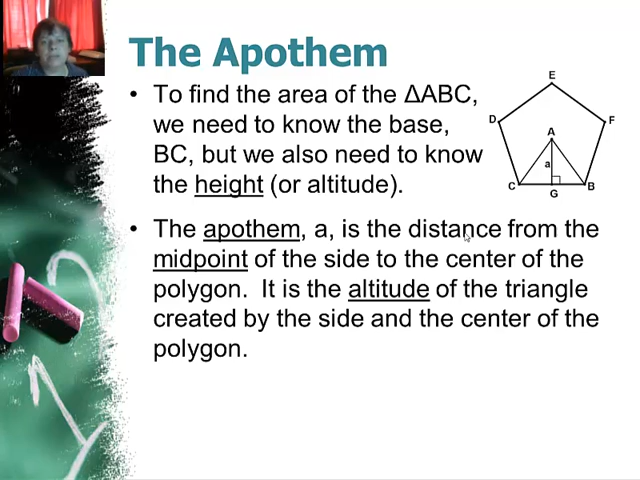 The Apothem
• To find the area of the ΔABC,
we need to know the base,
BC, but we also need to know
the height (or altitude).
• The apothem, a, is the distance from the
midpoint of the side to the center of the
polygon. It is the altitude of the triangle
created by the side and the center of the
polygon.
E
D
F
A
a
C
B
G